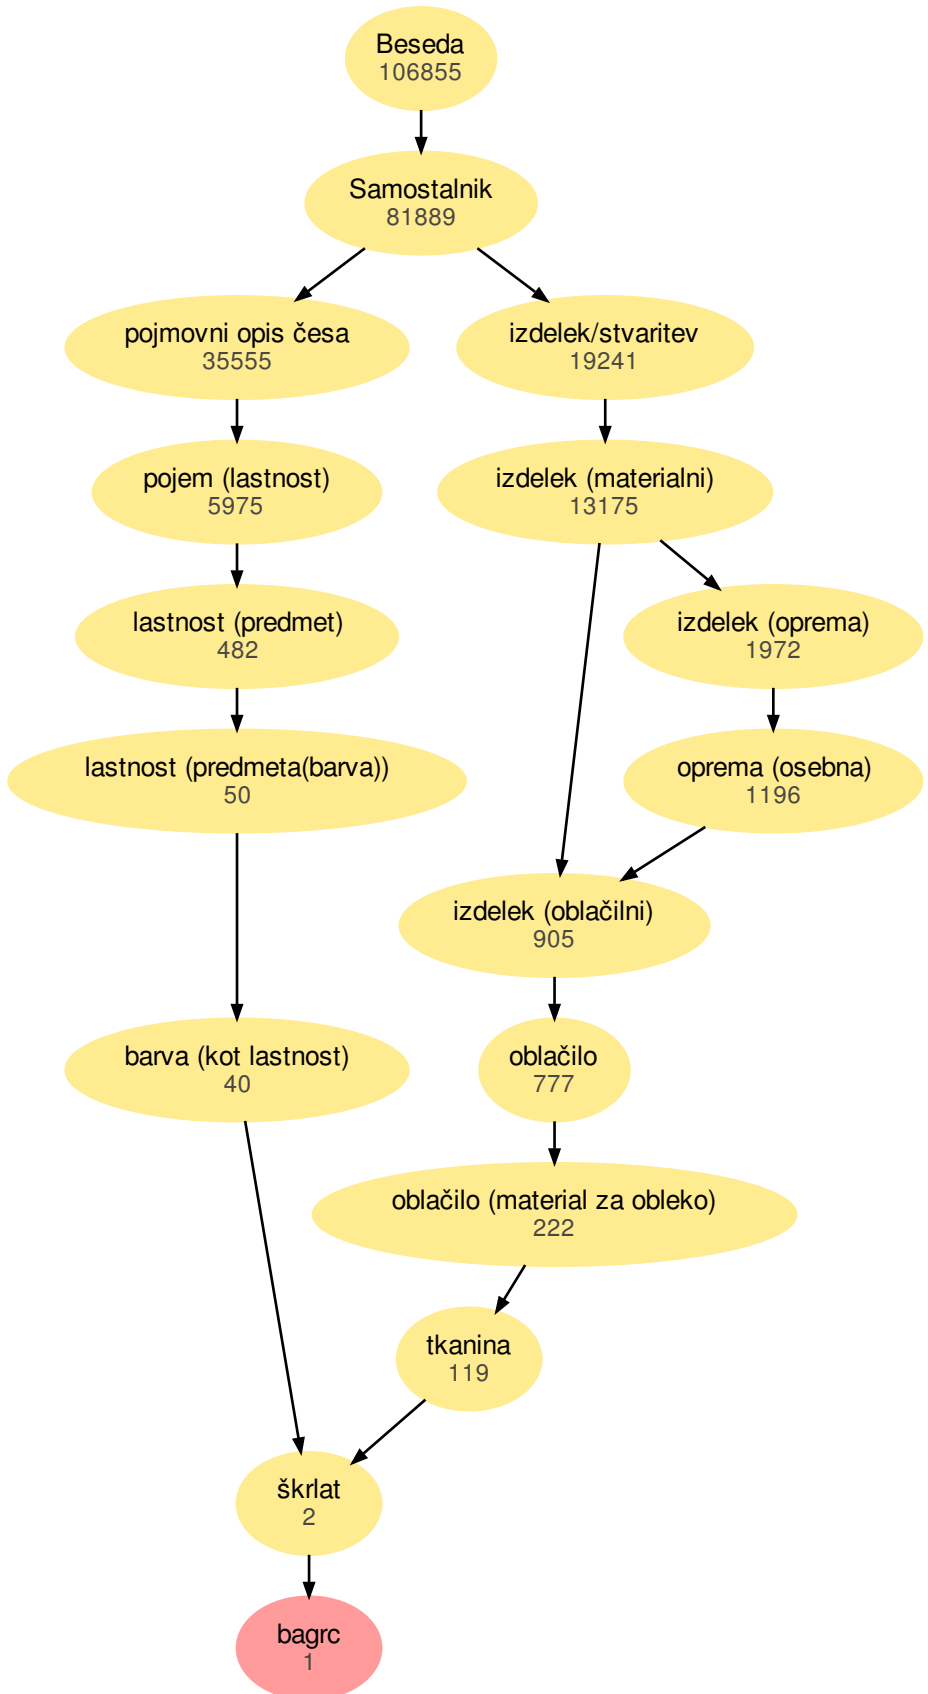 Beseda
106855
Samostalnik
81889
pojmovni opis česa
35555
izdelek/stvaritev
19241
pojem (lastnost)
5975
izdelek (materialni)
13175
lastnost (predmet)
482
izdelek (oprema)
1972
lastnost (predmeta(barva))
50
oprema (osebna)
1196
izdelek (oblačilni)
905
barva (kot lastnost)
40
oblačilo
777
oblačilo (material za obleko)
222
tkanina
119
škrlat
2
bagrc
1